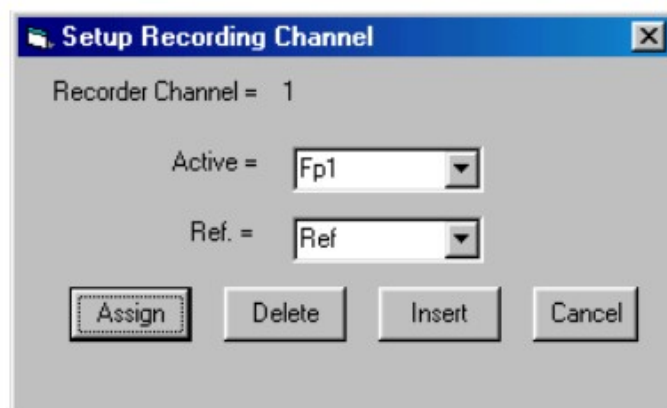 Setup Recording Channel
Recorder Channel = 1
Active = Fp1
Ref. = Ref
Assign Delete Insert Cancel